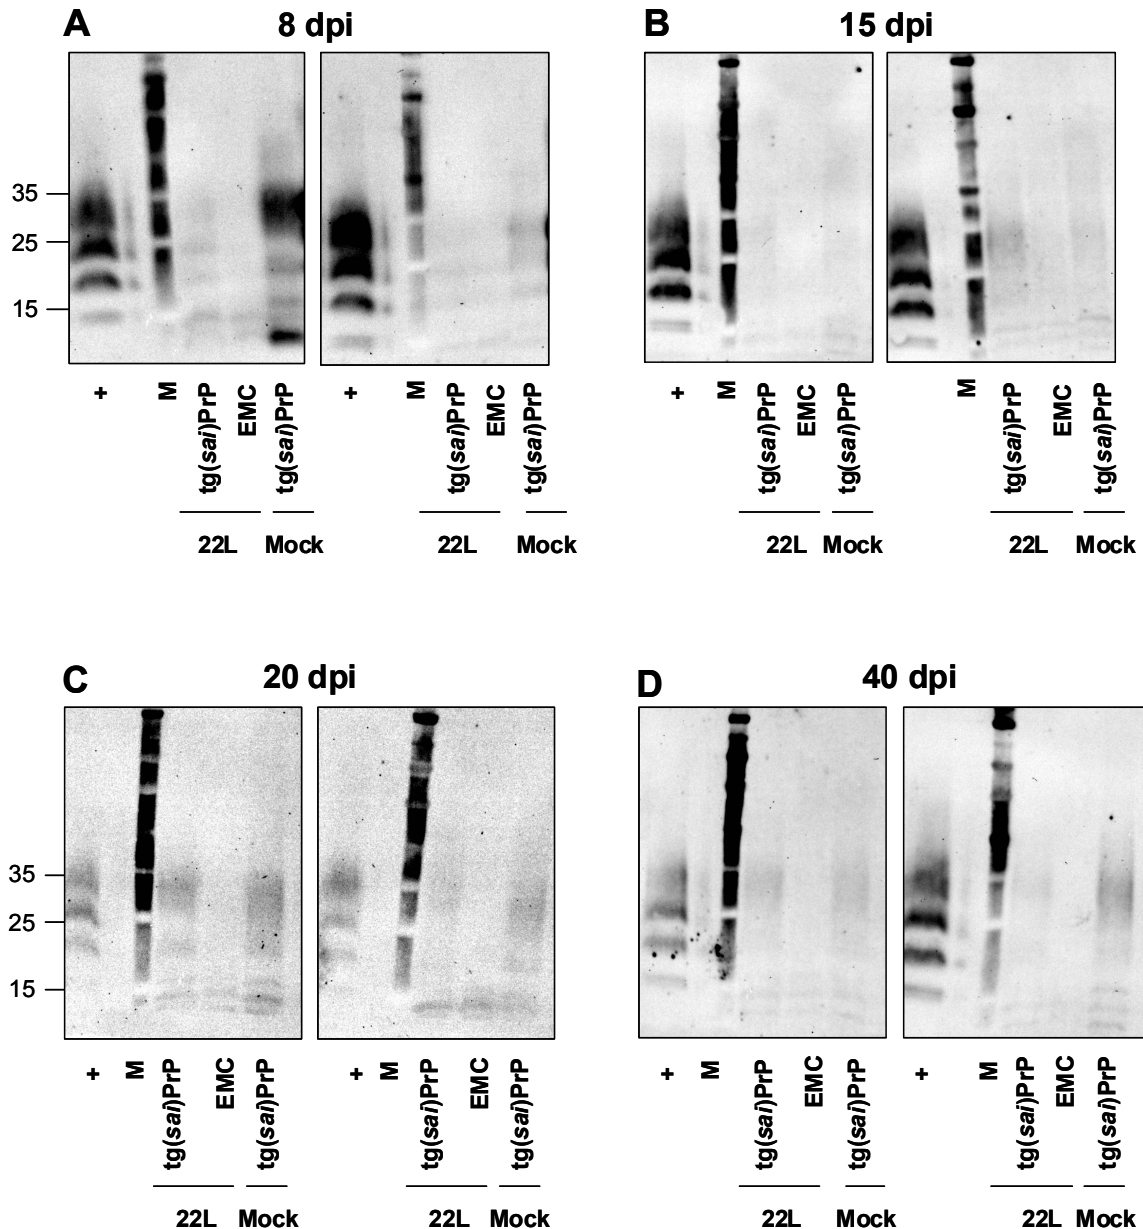 A
8 dpi
B
15 dpi
35
25
15
+
M
tg(sai)PrP
EMC
tg(sai)PrP
+
M
tg(sai)PrP
EMC
tg(sai)PrP
+
M
tg(sai)PrP
EMC
tg(sai)PrP
M
tg(sai)PrP
EMC
tg(sai)PrP
22L
Mock
22L
Mock
22L
Mock
22L
Mock
C
20 dpi
D
40 dpi
35
25
15
+
M
tg(sai)PrP
EMC
tg(sai)PrP
+
M
tg(sai)PrP
EMC
tg(sai)PrP
+
M
tg(sai)PrP
EMC
tg(sai)PrP
+
M
tg(sai)PrP
EMC
tg(sai)PrP
22L
Mock
22L
Mock
22L
Mock
22L
Mock